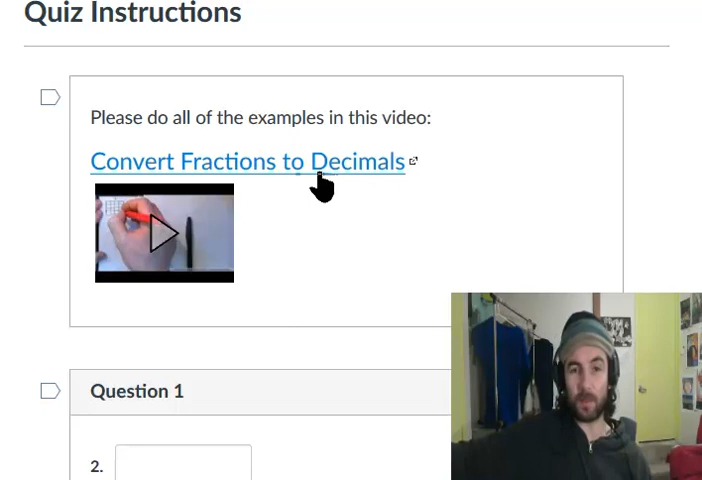 Quiz Instructions
Please do all of the examples in this video:
Convert Fractions to Decimals
Question 1
2.